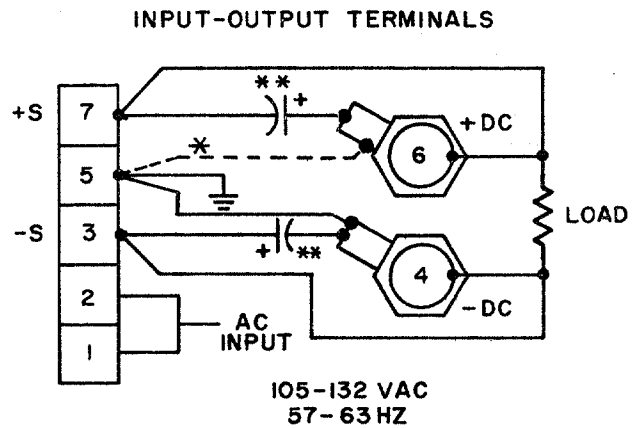 INPUT-OUTPUT TERMINALS
** +
+S 7 6 +DC
*
5
LOAD
-S 3 + ** 4 -DC
2
AC
INPUT
1
105-132 VAC
57-63 HZ